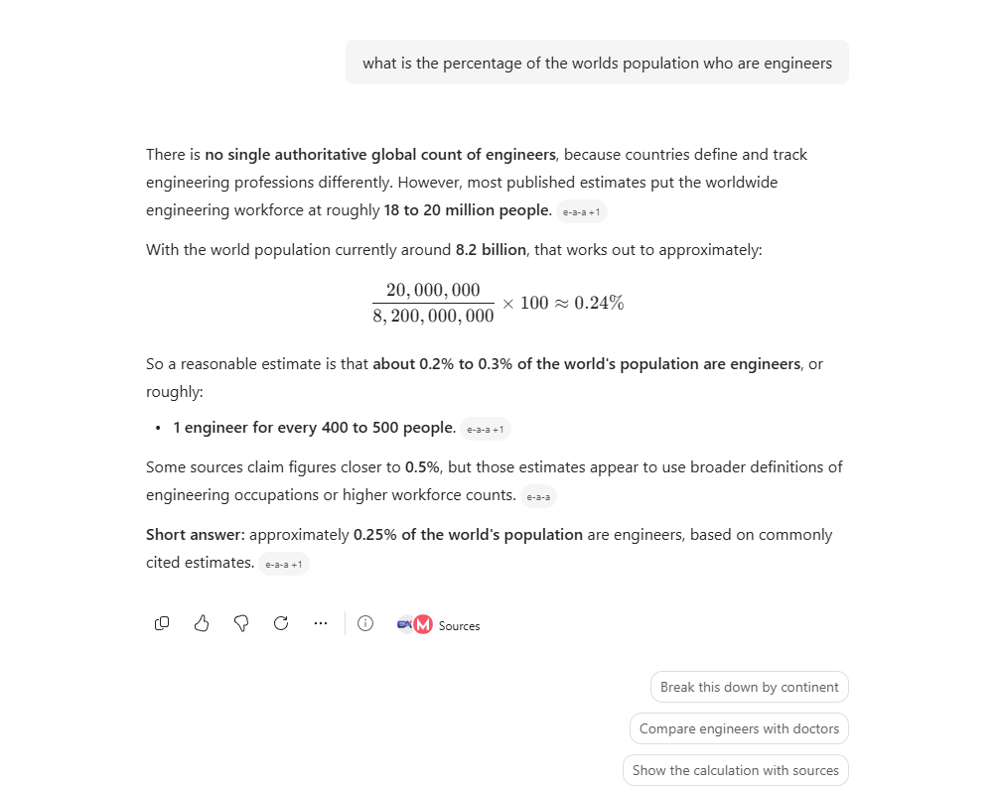 what is the percentage of the worlds population who are engineers
There is no single authoritative global count of engineers, because countries define and track
engineering professions differently. However, most published estimates put the worldwide
engineering workforce at roughly 18 to 20 million people. e-a-a +1
With the world population currently around 8.2 billion, that works out to approximately:
20,000,000
8,200,000,000
× 100 ≈ 0.24%
So a reasonable estimate is that about 0.2% to 0.3% of the world's population are engineers, or
roughly:
• 1 engineer for every 400 to 500 people. e-a-a +1
Some sources claim figures closer to 0.5%, but those estimates appear to use broader definitions of
engineering occupations or higher workforce counts. e-a-a
Short answer: approximately 0.25% of the world's population are engineers, based on commonly
cited estimates. e-a-a +1
Sources
Break this down by continent
Compare engineers with doctors
Show the calculation with sources